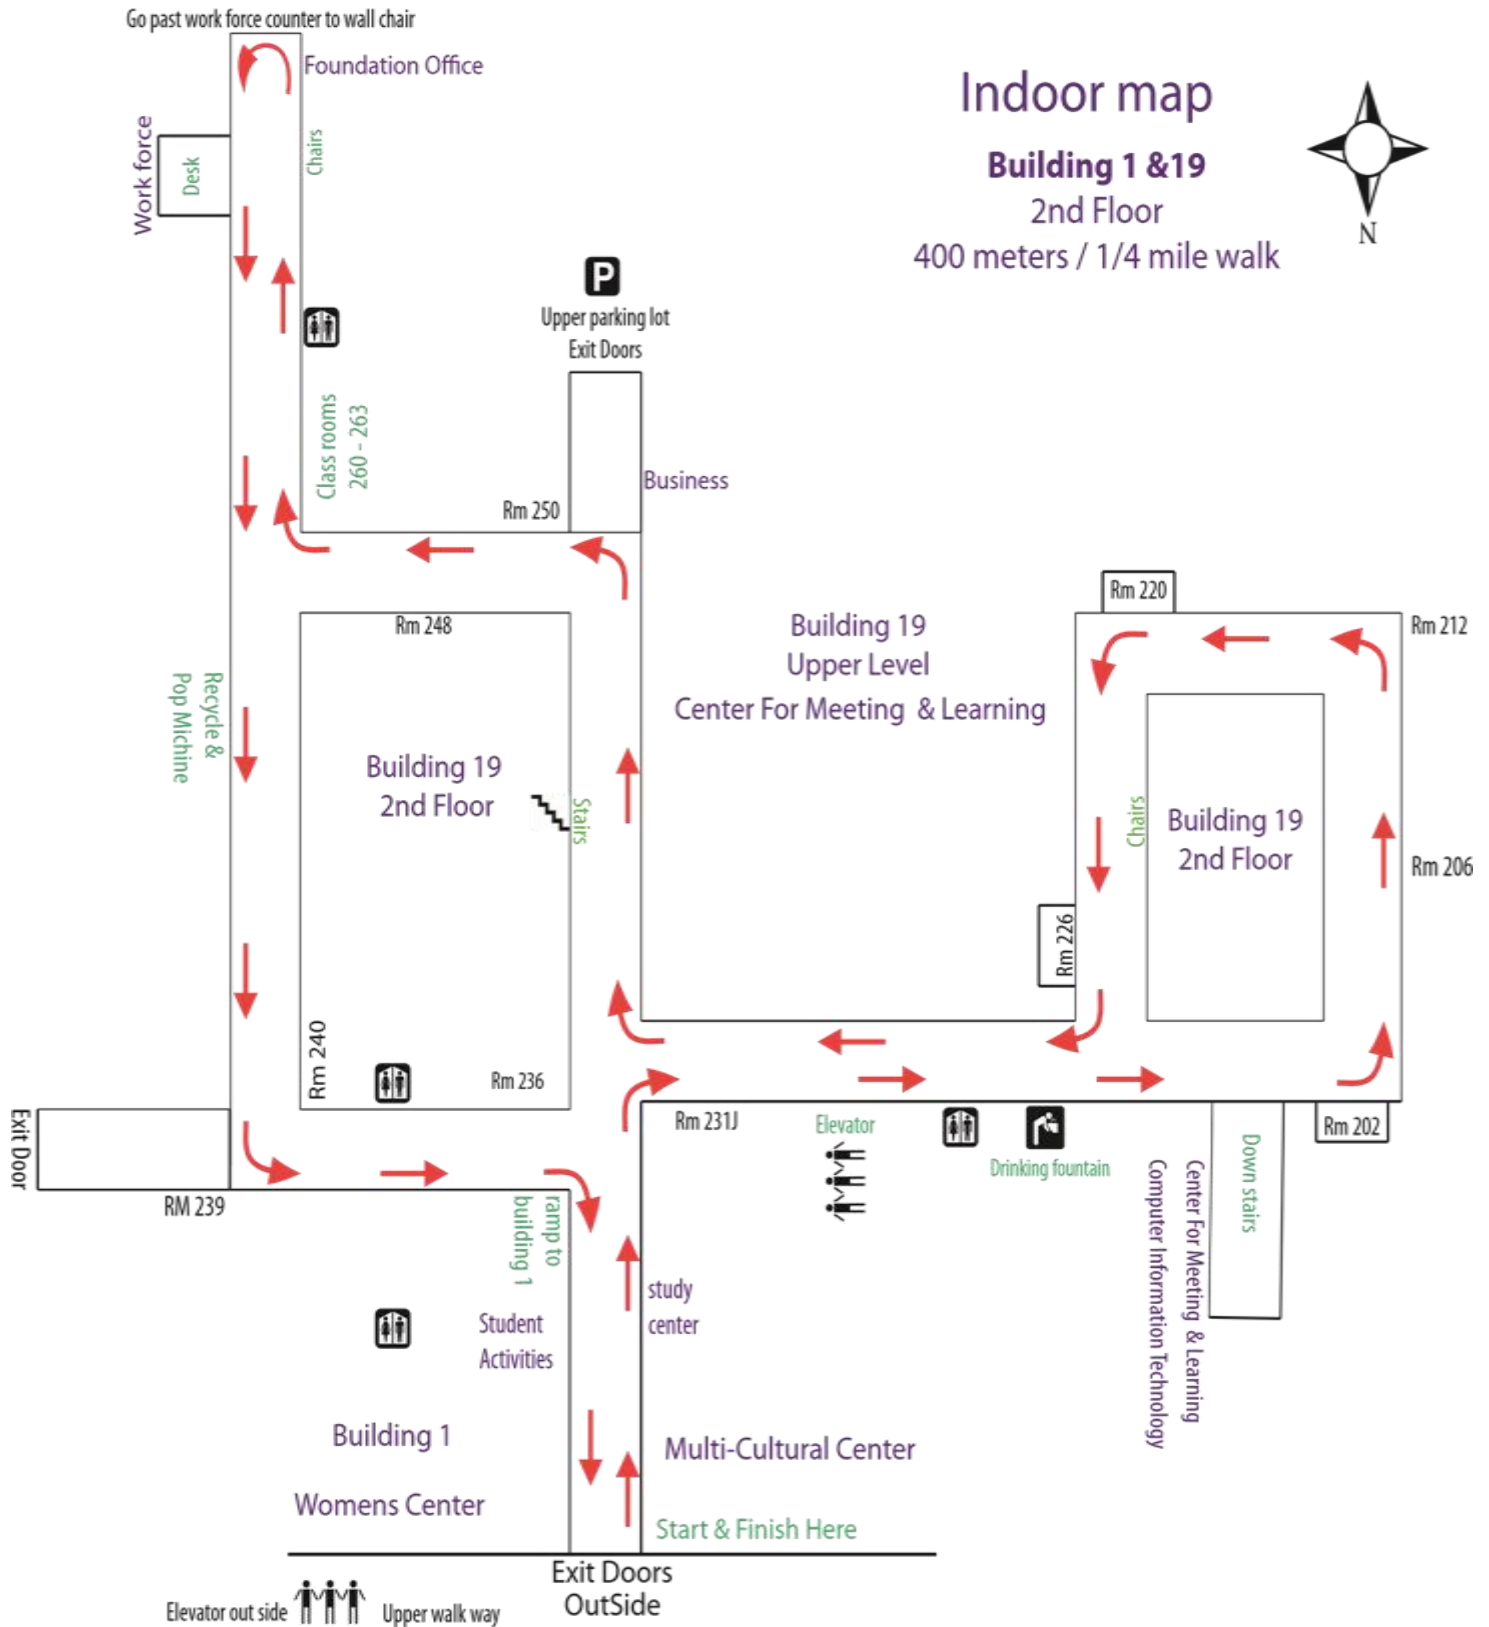 Go past work force counter to wall chair
Foundation Office
Indoor map
Building 1 &19
2nd Floor
400 meters / 1/4 mile walk
N
Work force
Desk
Chairs
P
Upper parking lot
Exit Doors
Class rooms
260 - 263
Business
Rm 250
Rm 220
Rm 248
Building 19
Upper Level
Center For Meeting & Learning
Rm 212
Recycle &
Pop Michine
Building 19
2nd Floor
Stairs
Chairs
Building 19
2nd Floor
Rm 206
Rm 226
Rm 240
Rm 236
Exit Door
RM 239
Rm 231J
Elevator
Drinking fountain
Rm 202
Down stairs
Center For Meeting & Learning
Computer Information Technology
ramp to
building 1
study
center
Student
Activities
Building 1
Multi-Cultural Center
Womens Center
Start & Finish Here
Exit Doors
OutSide
Elevator out side
Upper walk way